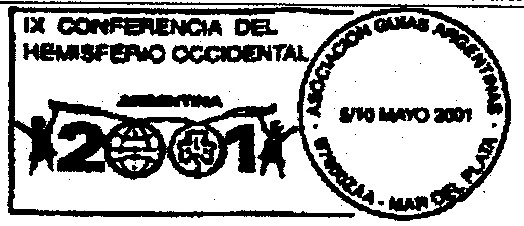 IX CONFERENCIA DEL
HEMISFERIO OCCIDENTAL
ARGENTINA
2001
ASOCIACION GUIAS ARGENTINAS
5/10 MAYO 2001
MAR DEL PLATA